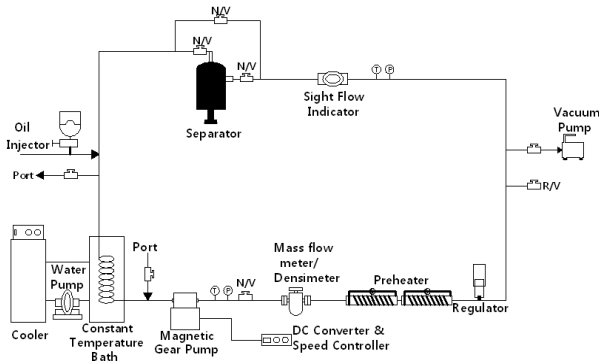 N/V
N/V
N/V
T P
Sight Flow
Indicator
Separator
Oil
Injector
Port
Vacuum
Pump
R/V
Water
Pump
Cooler
Constant
Temperature
Bath
Port
Magnetic
Gear Pump
T P
N/V
Mass flow
meter/
Densimeter
DC Converter &
Speed Controller
Preheater
Regulator